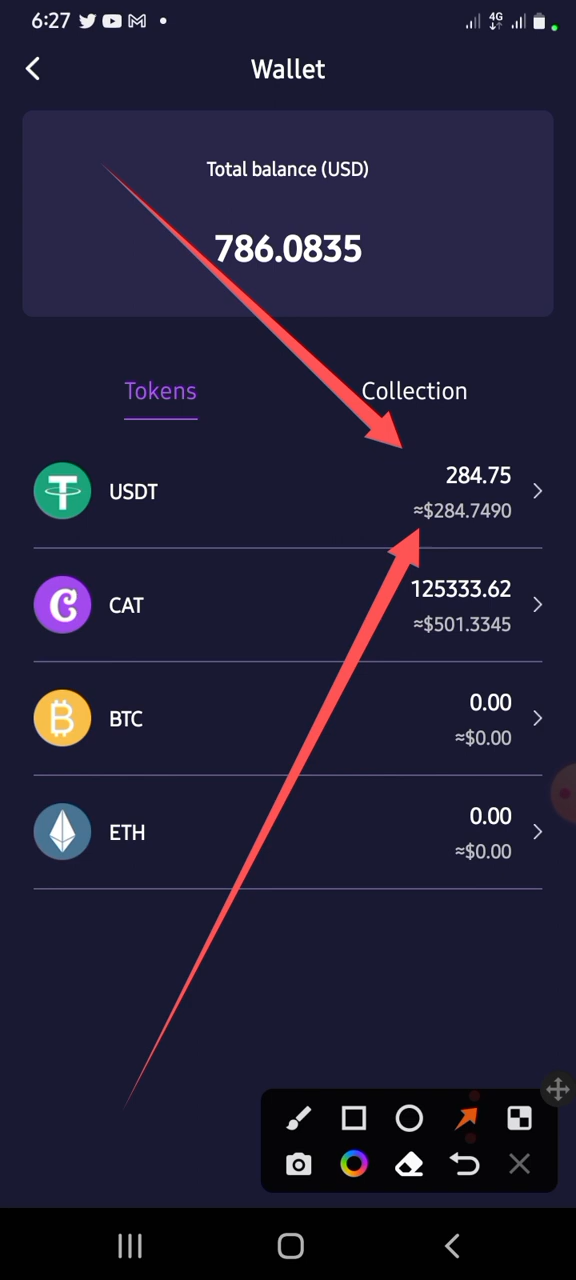 6:27
4G
Wallet
Total balance (USD)
786.0835
Tokens
Collection
USDT
284.75
≈$284.7490
CAT
125333.62
≈$501.3345
BTC
0.00
≈$0.00
ETH
0.00
≈$0.00